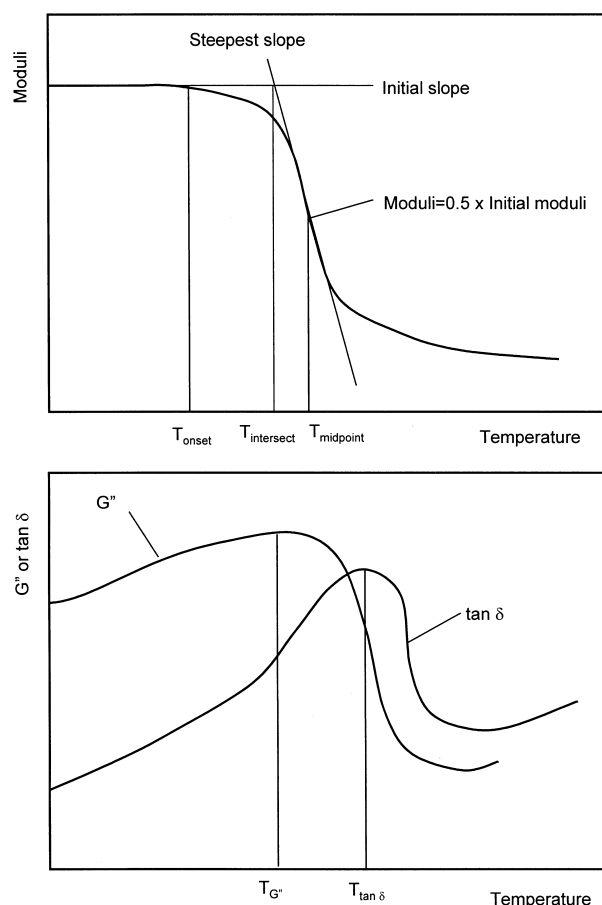 Steepest slope
Moduli
Initial slope
Moduli=0.5 x Initial moduli
Tonset
Tintersect
Tmidpoint
Temperature
G"
G" or tan δ
tan δ
TG"
Ttan δ
Temperature